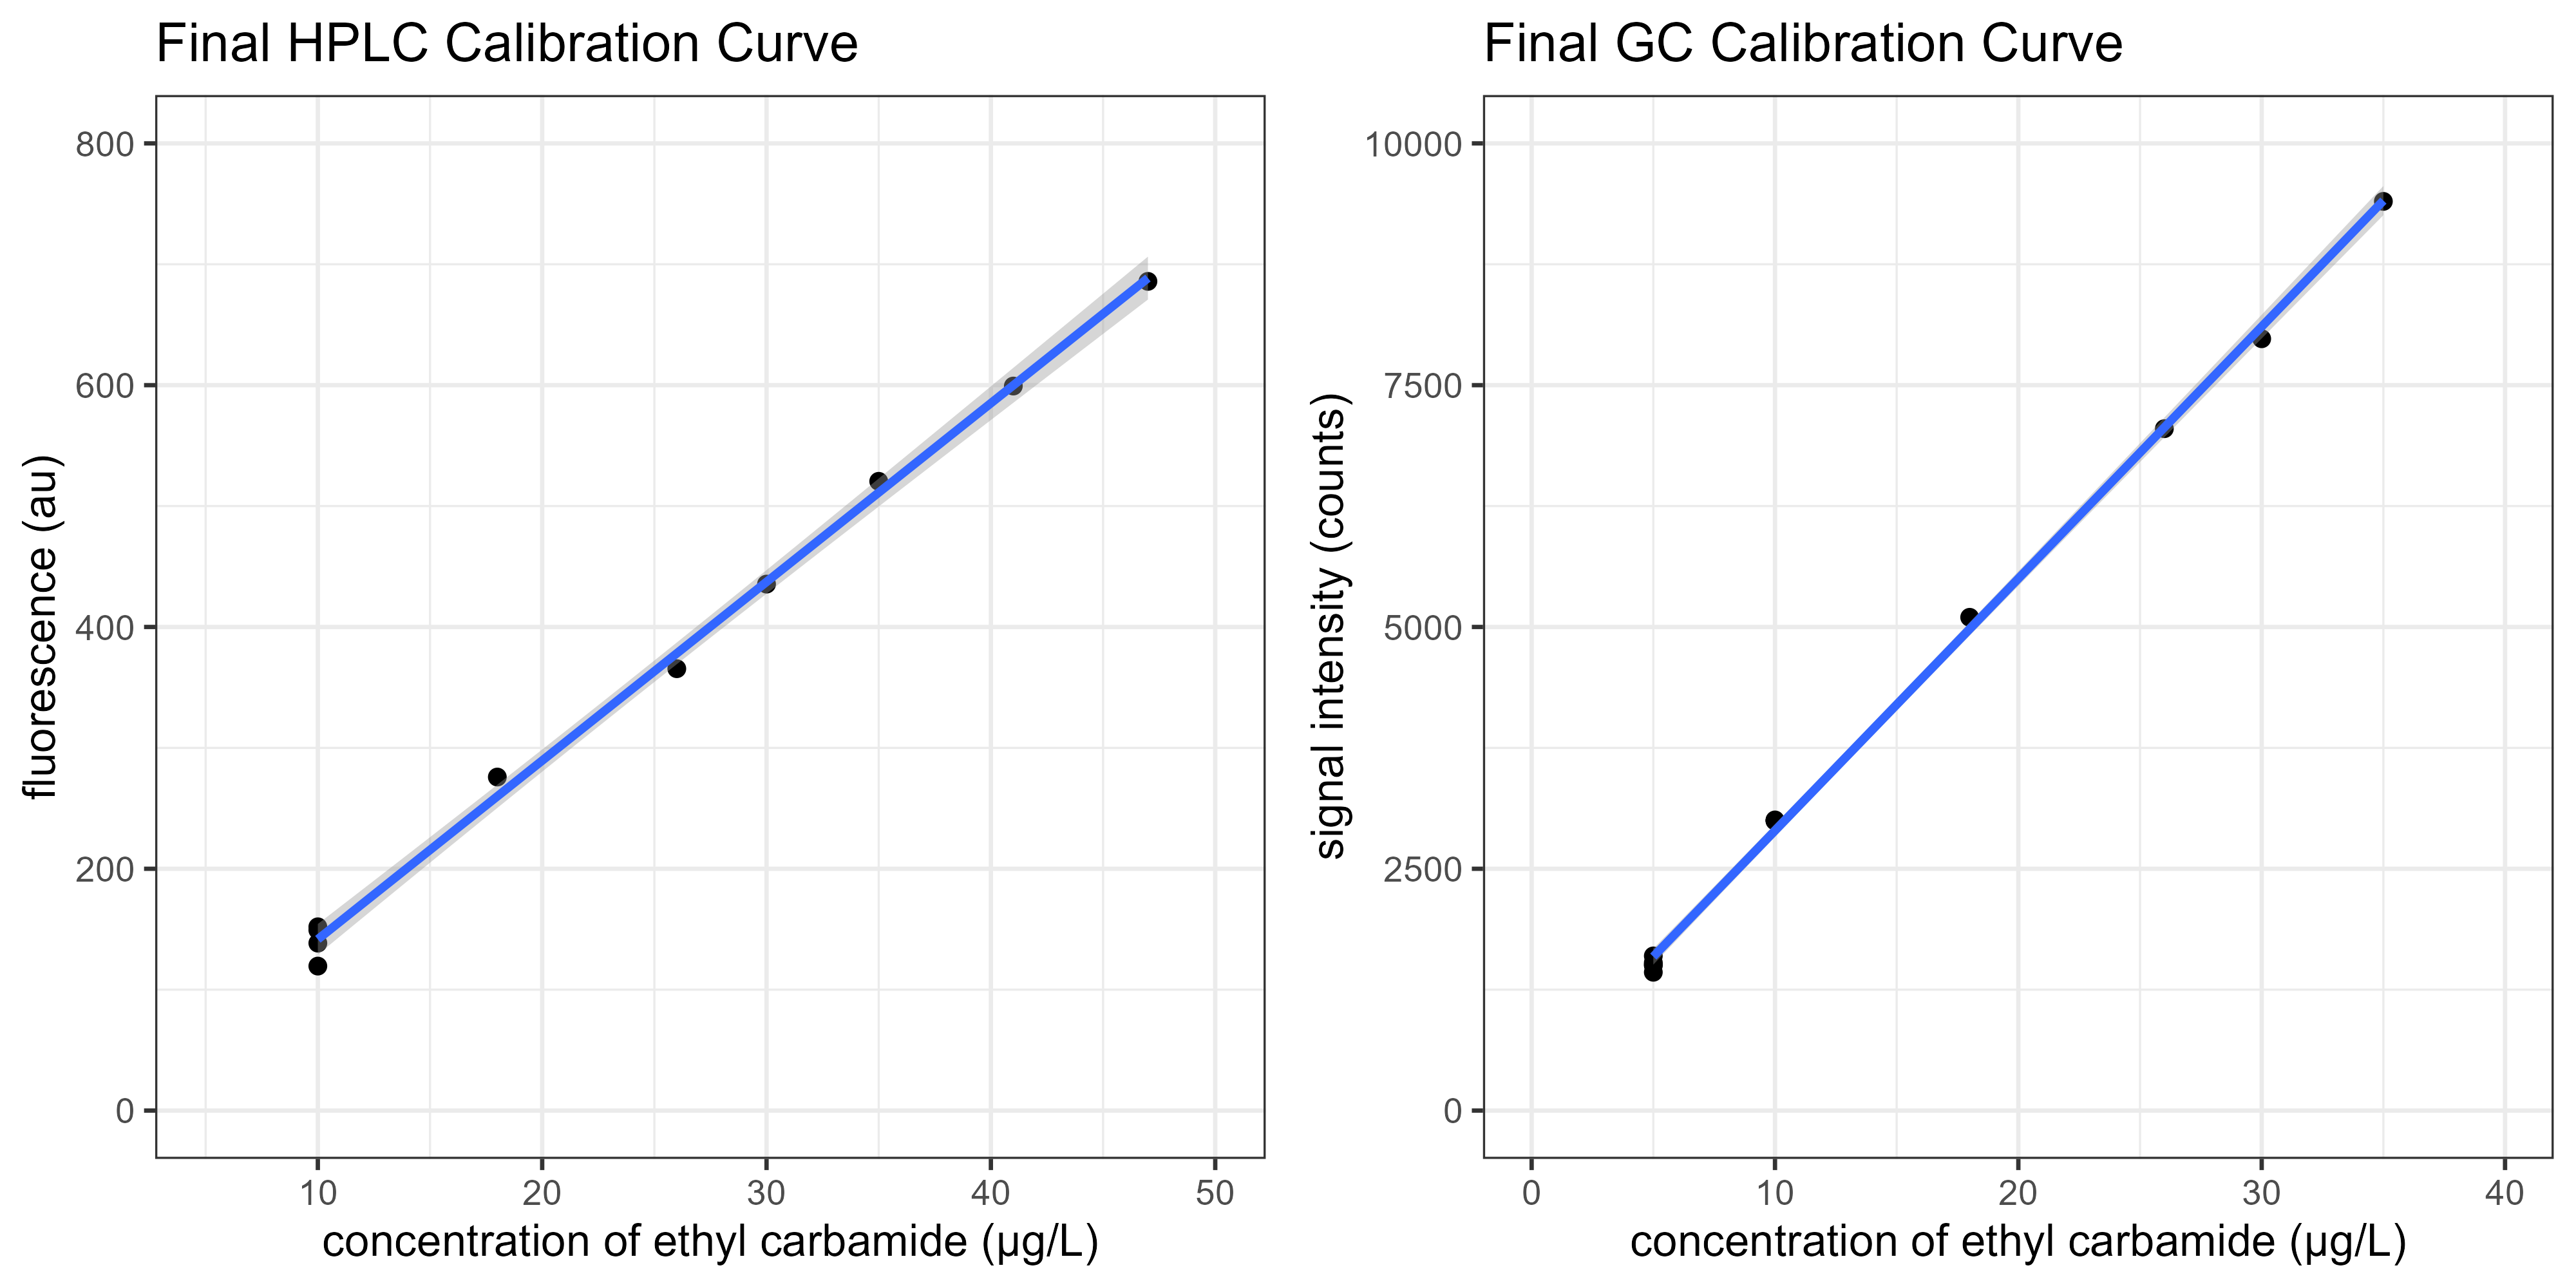 Final HPLC Calibration Curve
800
600
400
200
0
fluorescence (au)
10 20 30 40 50
concentration of ethyl carbamide (µg/L)
Final GC Calibration Curve
10000
7500
5000
2500
0
signal intensity (counts)
0 10 20 30 40
concentration of ethyl carbamide (µg/L)